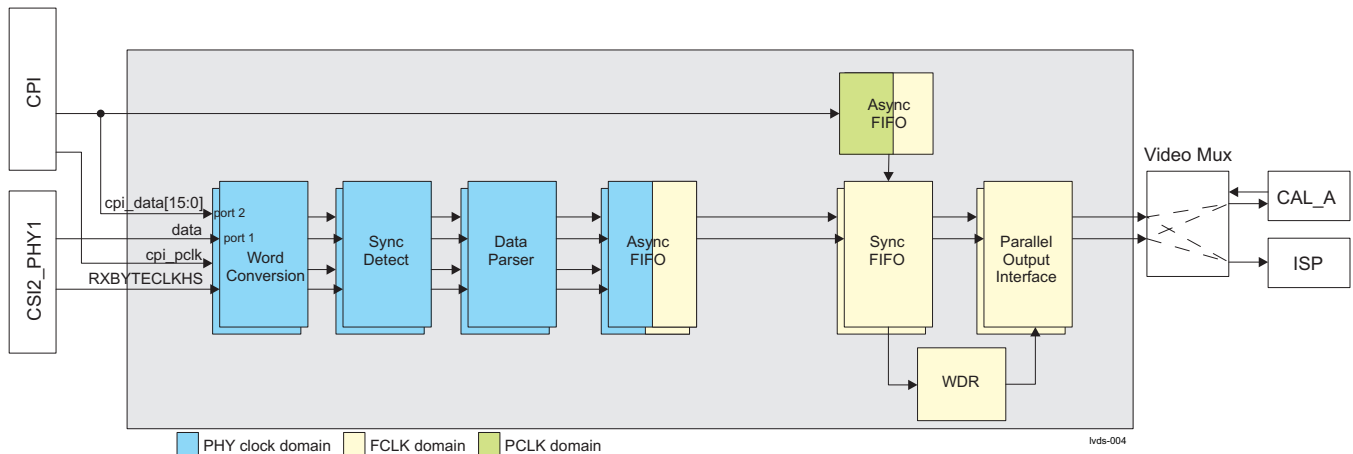 CPI
Async
FIFO
Video Mux
cpi_data[15:0]
port 2
data
port 1
cpi_pclk
RXBYTECLKHS
Word
Conversion
Sync
Detect
Data
Parser
Async
FIFO
Sync
FIFO
Parallel
Output
Interface
CAL_A
ISP
CSI2_PHY1
WDR
PHY clock domain
FCLK domain
PCLK domain
lvds-004